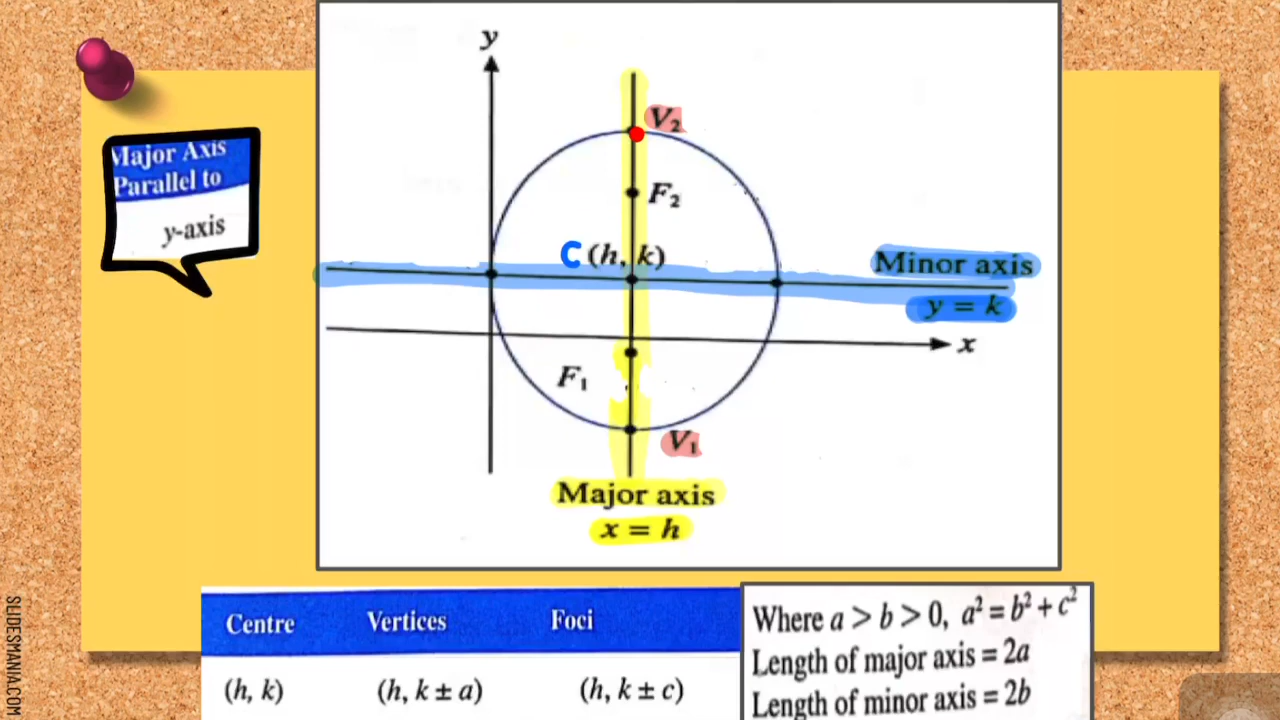 Major Axis
Parallel to
y-axis
y
V₂
F₂
C (h, k)
Minor axis
y = k
x
F₁
V₁
Major axis
x = h
Centre Vertices Foci
(h, k) (h, k ± a) (h, k ± c)
Where a > b > 0, a² = b² + c²
Length of major axis = 2a
Length of minor axis = 2b
SLIDESMANIA.COM